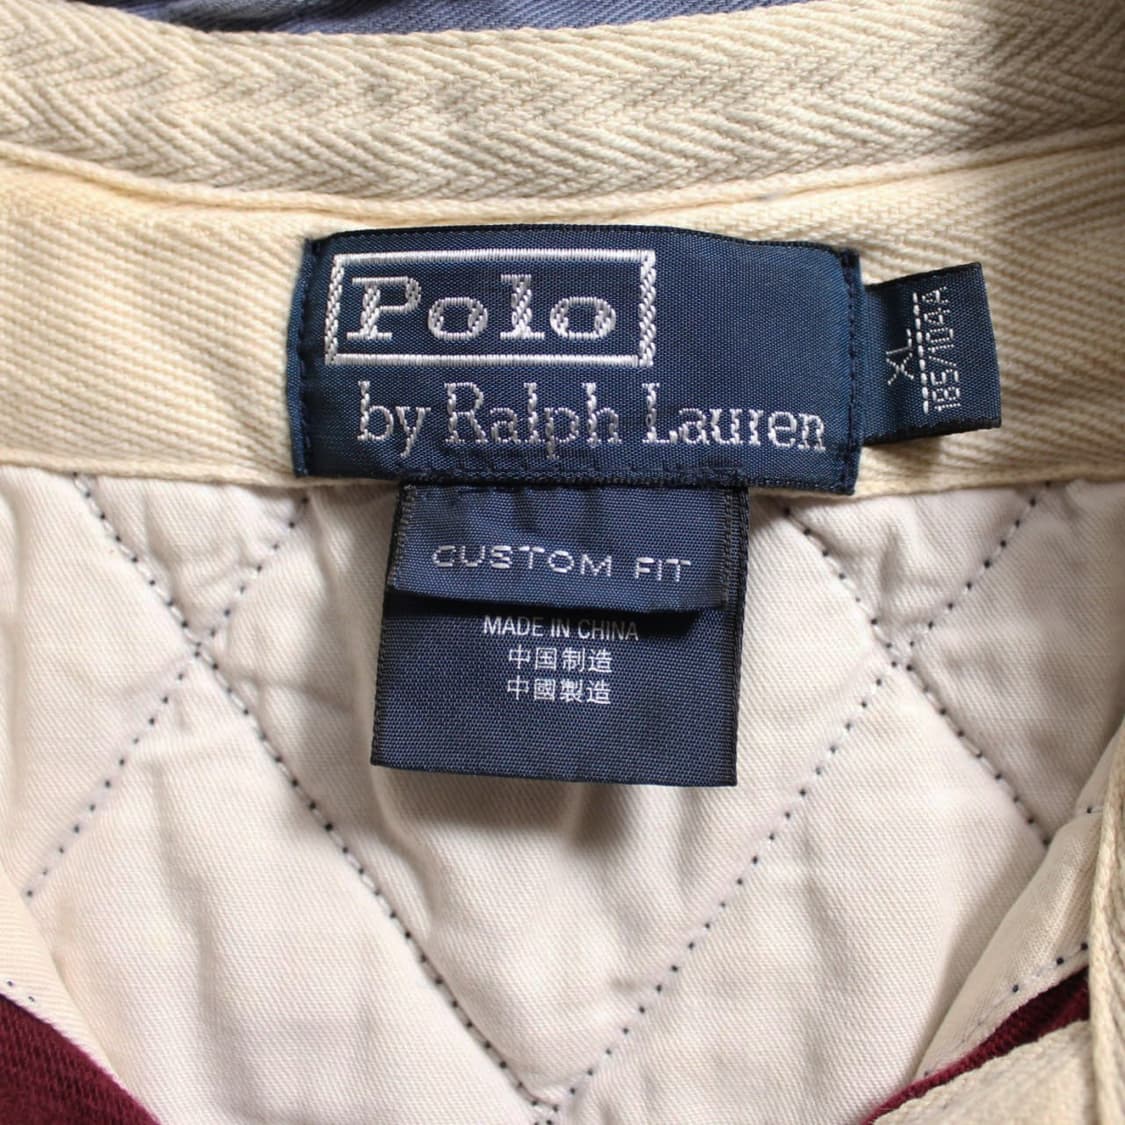 Polo
by Ralph Lauren
XL
185/104A
CUSTOM FIT
MADE IN CHINA
中国制造
中國製造